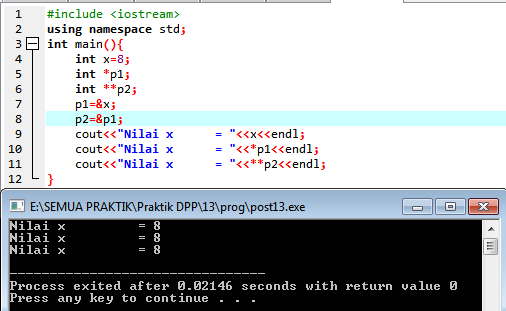 1 #include <iostream>
2 using namespace std;
3 int main(){
4 int x=8;
5 int *p1;
6 int **p2;
7 p1=&x;
8 p2=&p1;
9 cout<<"Nilai x      = "<<x<<endl;
10 cout<<"Nilai x      = "<<*p1<<endl;
11 cout<<"Nilai x      = "<<**p2<<endl;
12 }
E:\SEMUA PRAKTIK\Praktik DPP\13\prog\post13.exe
Nilai x         = 8
Nilai x         = 8
Nilai x         = 8
--------------------------------
Process exited after 0.02146 seconds with return value 0
Press any key to continue . . .